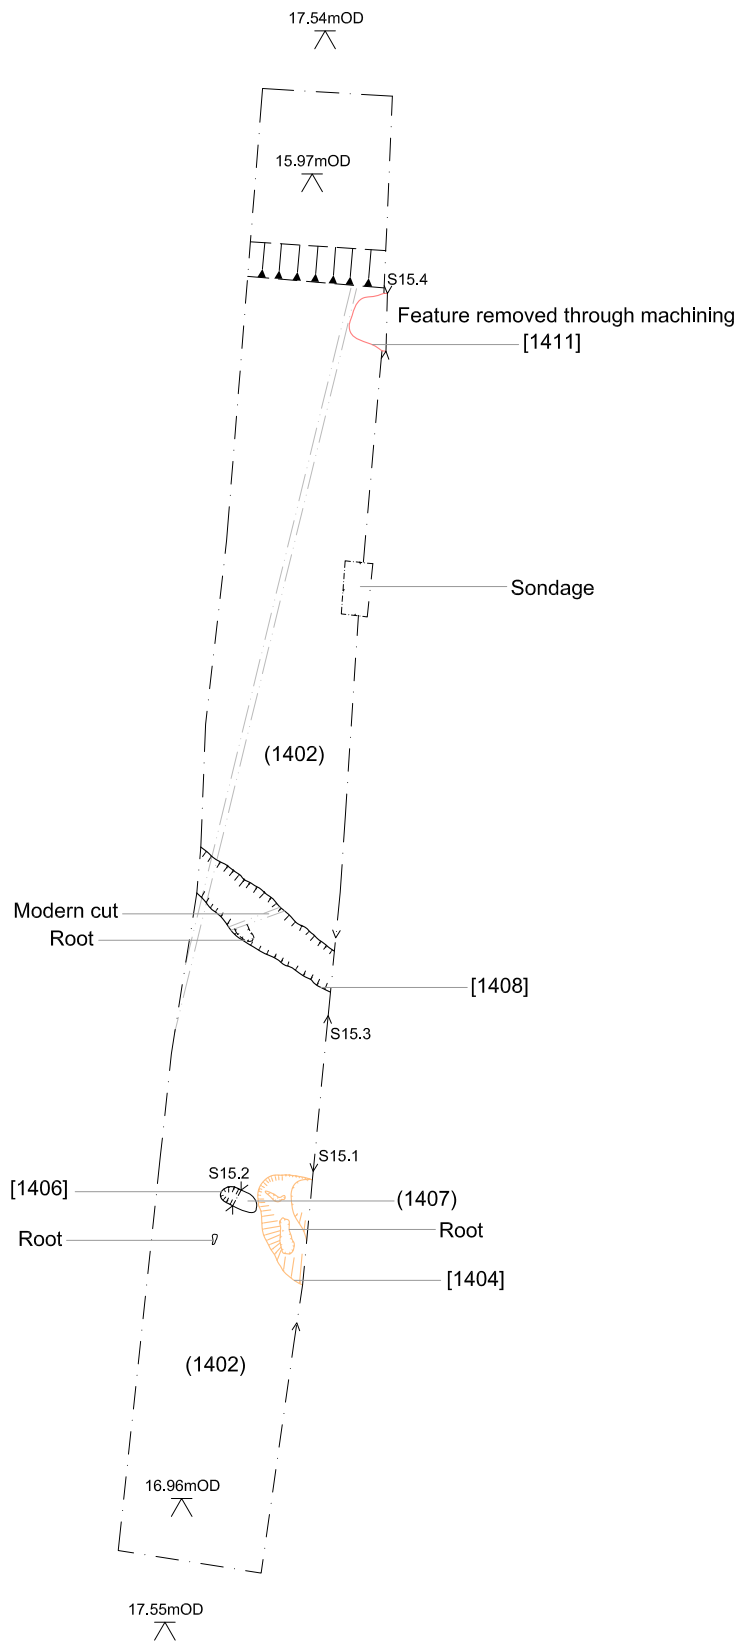 17.54mOD
15.97mOD
S15.4
Feature removed through machining
[1411]
Sondage
(1402)
Modern cut
Root
[1408]
S15.3
S15.1
S15.2
[1406]
(1407)
Root
Root
[1404]
(1402)
16.96mOD
17.55mOD